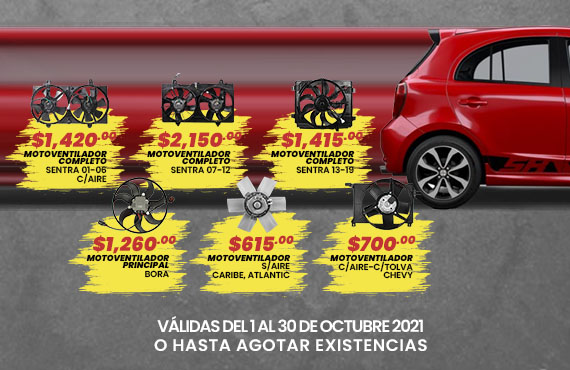 $1,420.00
MOTOVENTILADOR
COMPLETO
SENTRA 01-06
C/AIRE
$2,150.00
MOTOVENTILADOR
COMPLETO
SENTRA 07-12
$1,415.00
MOTOVENTILADOR
COMPLETO
SENTRA 13-19
$1,260.00
MOTOVENTILADOR
PRINCIPAL
BORA
$615.00
MOTOVENTILADOR
S/AIRE
CARIBE, ATLANTIC
$700.00
MOTOVENTILADOR
C/AIRE-C/TOLVA
CHEVY
VÁLIDAS DEL 1 AL 30 DE OCTUBRE 2021
O HASTA AGOTAR EXISTENCIAS